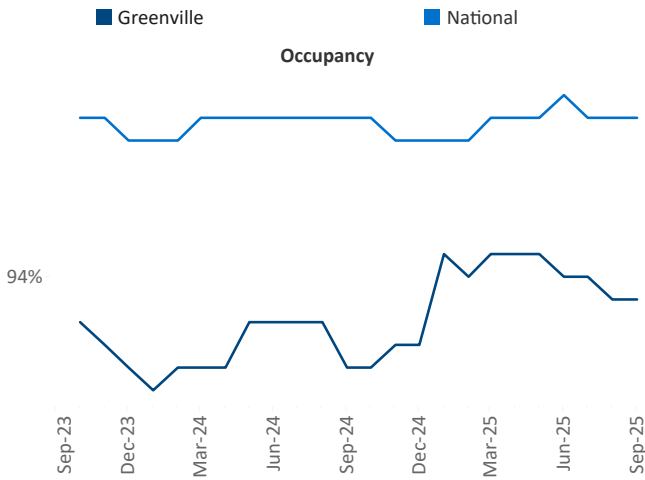 Greenville National
Occupancy
94%
Sep-23 Dec-23 Mar-24 Jun-24 Sep-24 Dec-24 Mar-25 Jun-25 Sep-25